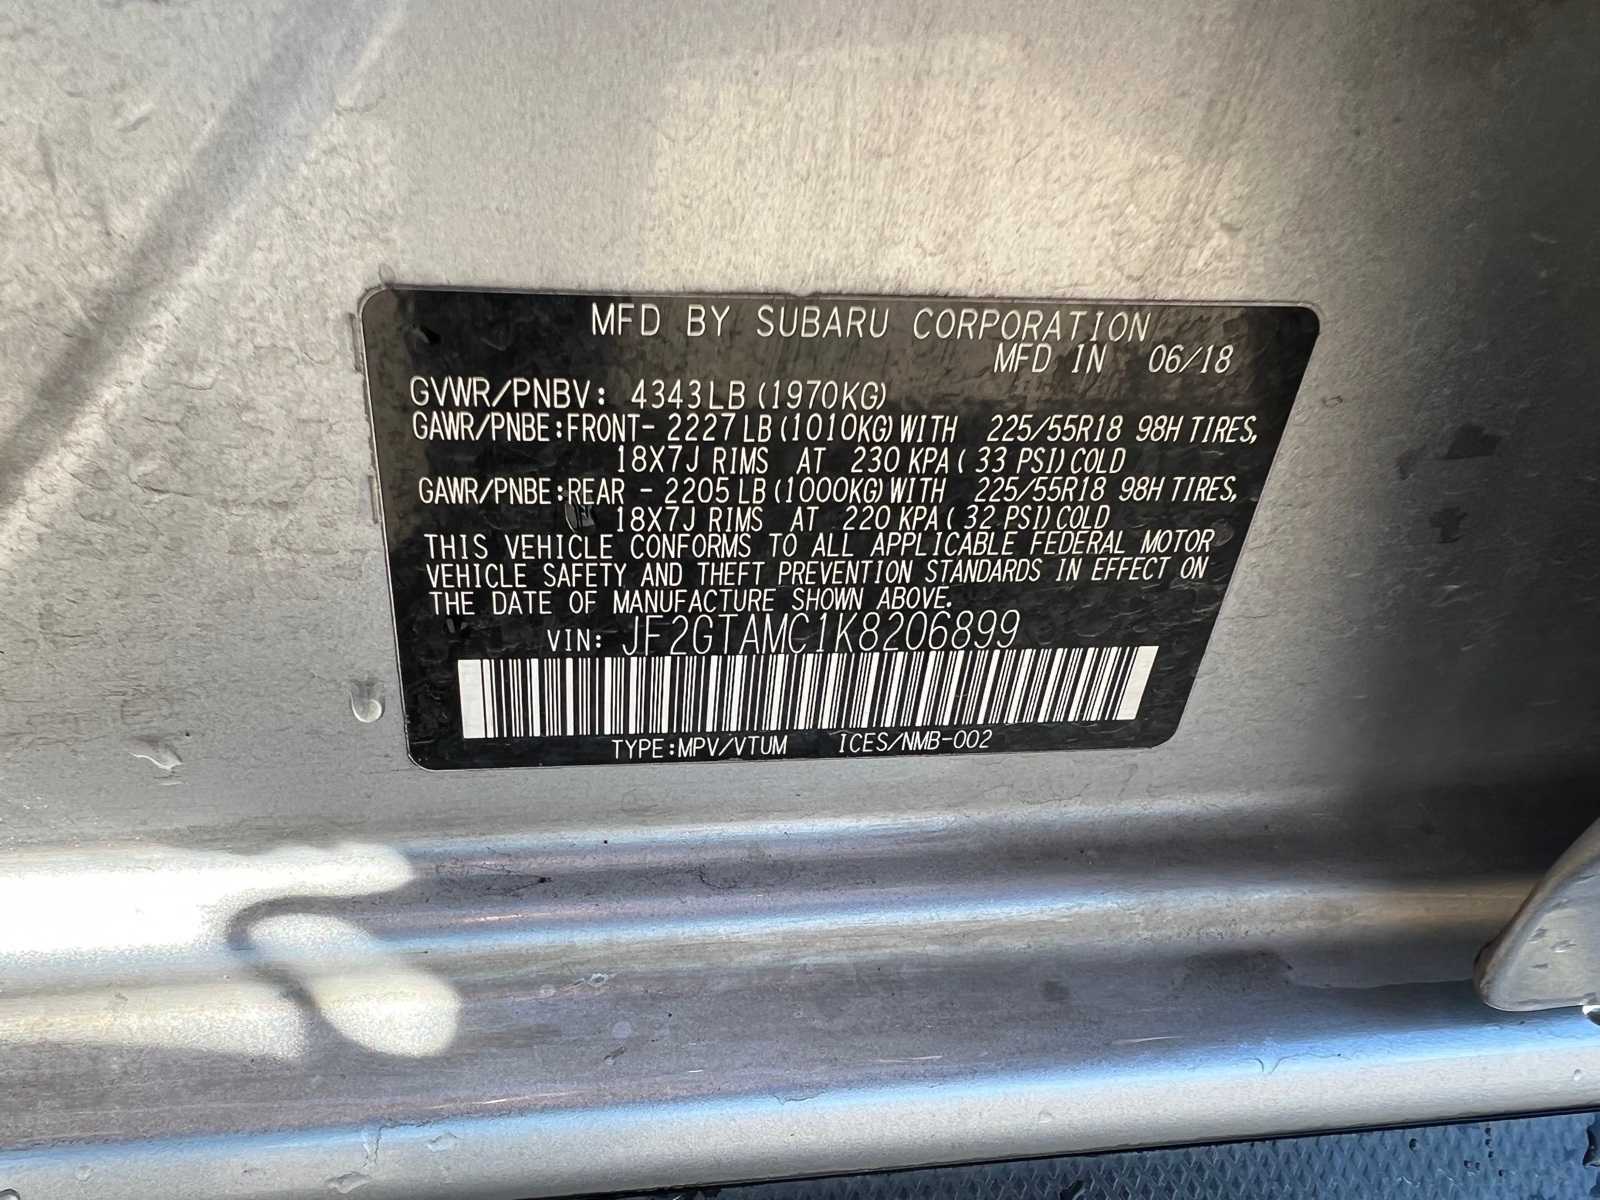 MFD BY SUBARU CORPORATION
MFD IN 06/18
GVWR/PNBV: 4343LB (1970KG)
GAWR/PNBE:FRONT- 2227LB(1010KG)WITH 225/55R18 98H TIRES,
18X7J RIMS AT 230 KPA( 33 PSI)COLD
GAWR/PNBE:REAR - 2205LB(1000KG)WITH 225/55R18 98H TIRES,
18X7J RIMS AT 220 KPA( 32 PSI)COLD
THIS VEHICLE CONFORMS TO ALL APPLICABLE FEDERAL MOTOR
VEHICLE SAFETY AND THEFT PREVENTION STANDARDS IN EFFECT ON
THE DATE OF MANUFACTURE SHOWN ABOVE.
VIN: JF2GTAMC1K8206899
TYPE:MPV/VTUM ICES/NMB-002